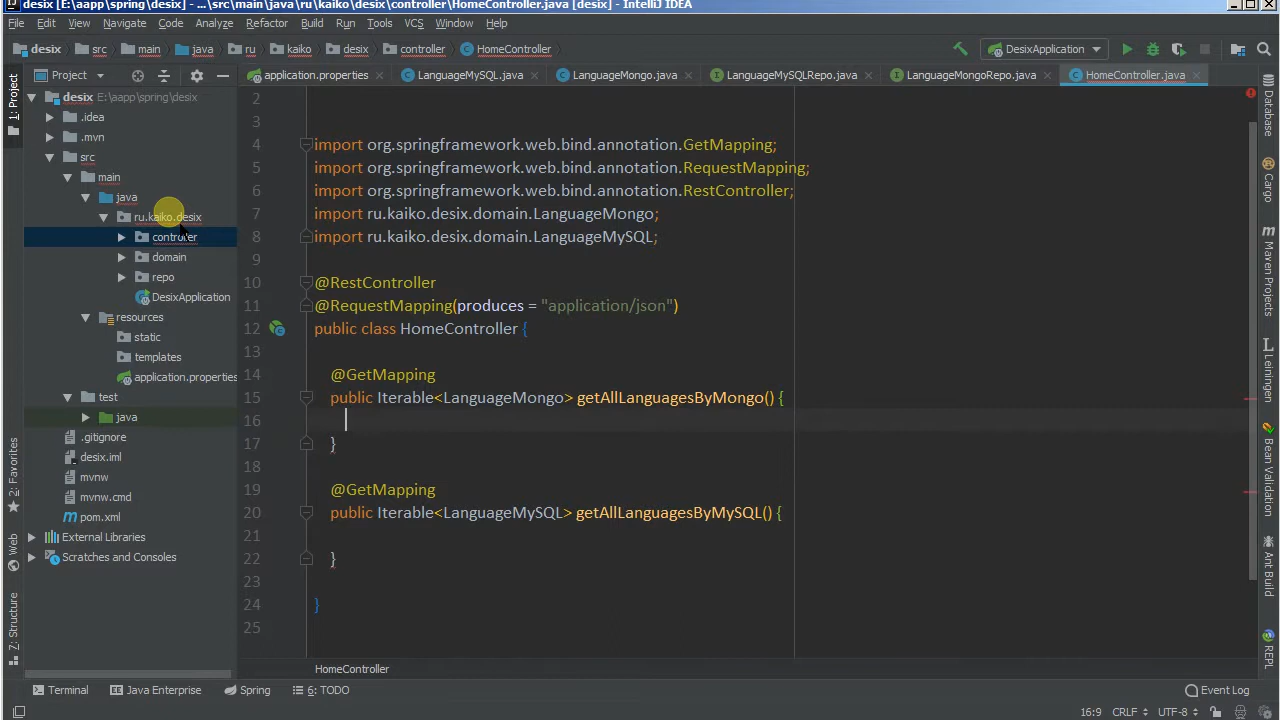 desix [E:\aapp\spring\desix] - ...\src\main\java\ru\kaiko\desix\controller\HomeController.java [desix] - IntelliJ IDEA
File Edit View Navigate Code Analyze Refactor Build Run Tools VCS Window Help
desix src main java ru kaiko desix controller HomeController DesixApplication
Project application.properties LanguageMySQL.java LanguageMongo.java LanguageMySQLRepo.java LanguageMongoRepo.java HomeController.java
1: Project
2: Favorites
Web
7: Structure
desix E:\aapp\spring\desix
.idea
.mvn
src
main
java
ru.kaiko.desix
controller
domain
repo
DesixApplication
resources
static
templates
application.properties
test
java
.gitignore
desix.iml
mvnw
mvnw.cmd
pom.xml
External Libraries
Scratches and Consoles
2
3
4 import org.springframework.web.bind.annotation.GetMapping;
5 import org.springframework.web.bind.annotation.RequestMapping;
6 import org.springframework.web.bind.annotation.RestController;
7 import ru.kaiko.desix.domain.LanguageMongo;
8 import ru.kaiko.desix.domain.LanguageMySQL;
9
10 @RestController
11 @RequestMapping(produces = "application/json")
12 public class HomeController {
13
14 @GetMapping
15 public Iterable<LanguageMongo> getAllLanguagesByMongo() {
16
17 }
18
19 @GetMapping
20 public Iterable<LanguageMySQL> getAllLanguagesByMySQL() {
21
22 }
23
24 }
25
HomeController
Database
Cargo
Maven Projects
Leiningen
Bean Validation
Ant Build
REPL
Terminal Java Enterprise Spring 6: TODO Event Log
16:9 CRLF UTF-8